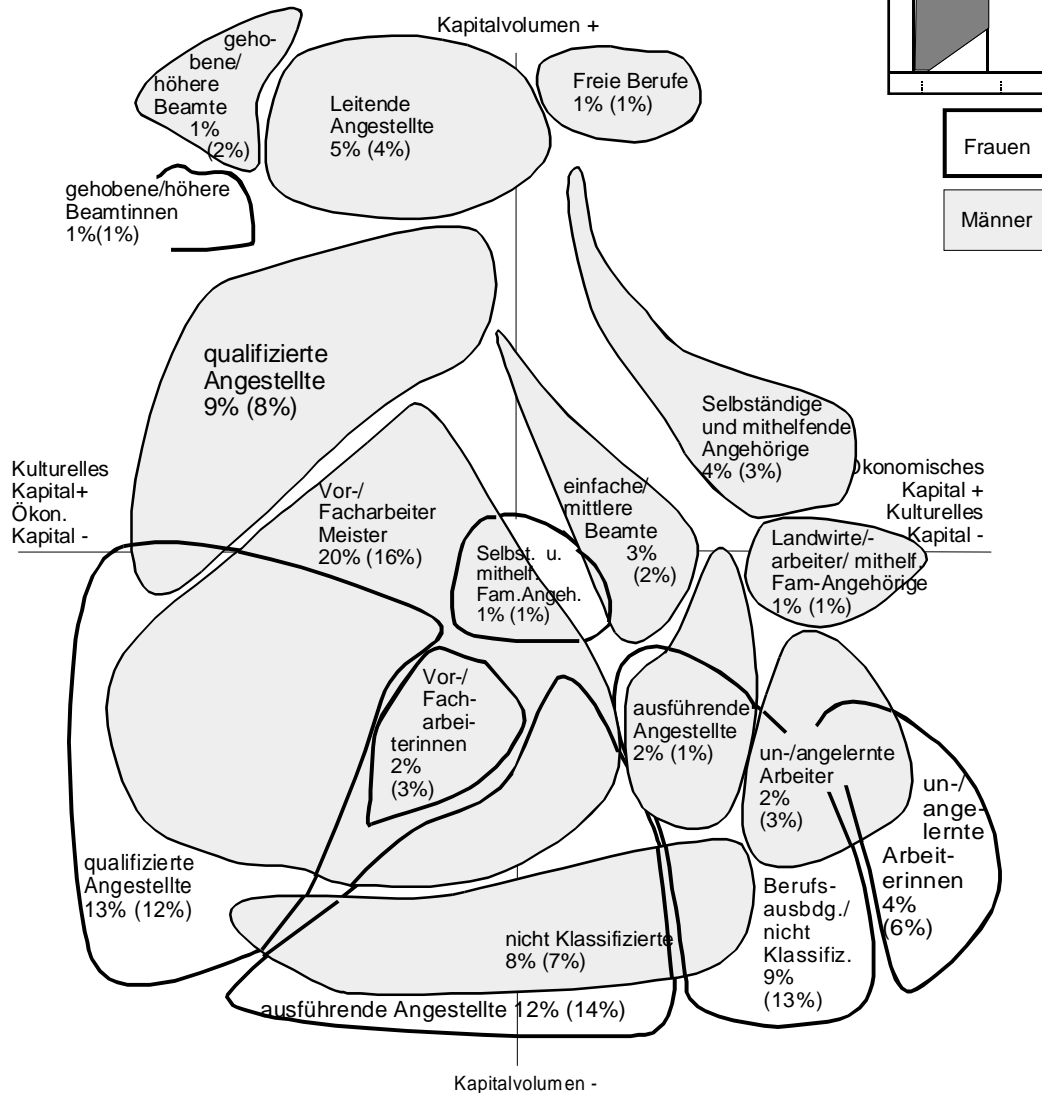 Kapitalvolumen +
geho-
bene/
höhere
Beamte
1%
(2%)
Leitende
Angestellte
5% (4%)
Freie Berufe
1% (1%)
Frauen
Männer
gehobene/höhere
Beamtinnen
1%(1%)
qualifizierte
Angestellte
9% (8%)
Selbständige
und mithelfende
Angehörige
4% (3%)
Kulturelles
Kapital+
Ökon.
Kapital -
Ökonomisches
Kapital +
Kulturelles
Kapital -
Vor-/
Facharbeiter
Meister
20% (16%)
einfache/
mittlere
Beamte
3%
(2%)
Selbst. u.
mithelf.
Fam.Angeh.
1% (1%)
Landwirte/-
arbeiter/ mithelf.
Fam-Angehörige
1% (1%)
Vor-/
Fach-
arbei-
terinnen
2%
(3%)
ausführende
Angestellte
2% (1%)
un-/angelernte
Arbeiter
2%
(3%)
un-/
ange-
lernte
Arbeit-
erinnen
4%
(6%)
qualifizierte
Angestellte
13% (12%)
Berufs-
ausbdg./
nicht
Klassifiz.
9%
(13%)
nicht Klassifizierte
8% (7%)
ausführende Angestellte 12% (14%)
Kapitalvolumen -